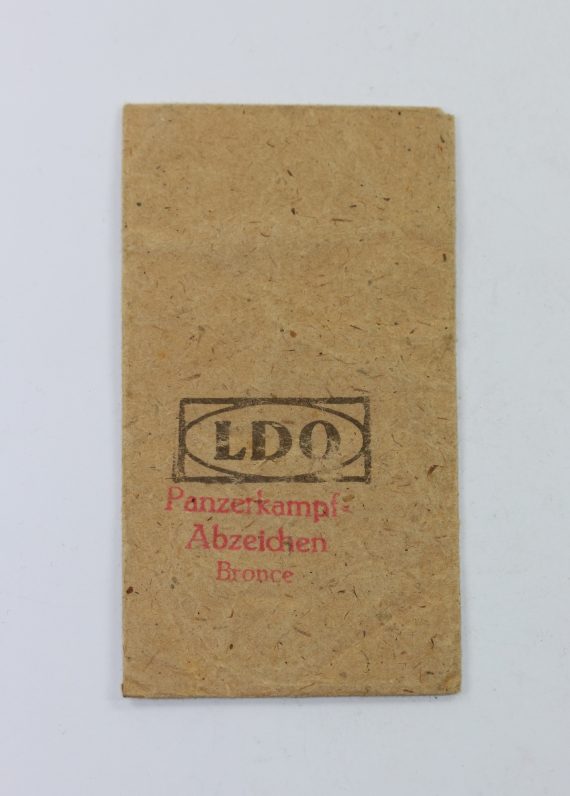 LDO
Panzerkampf-
Abzeichen
Bronce